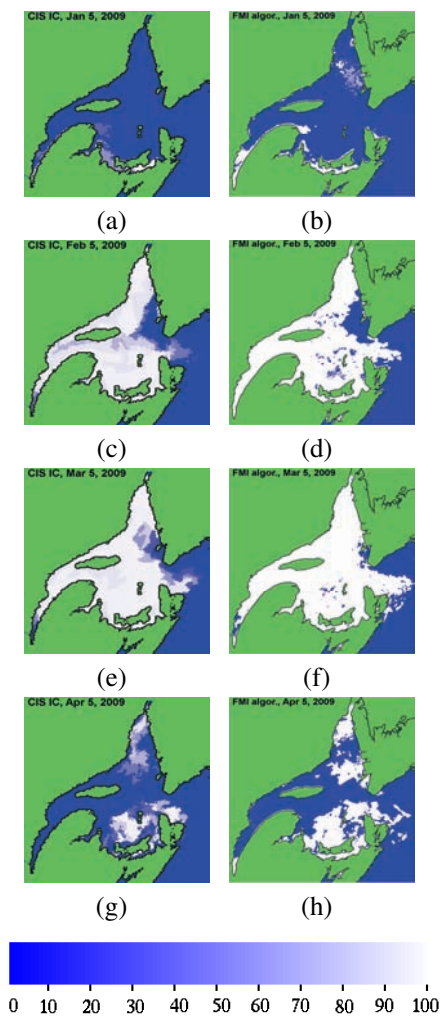 CIS IC, Jan 5, 2009
FMI algor., Jan 5, 2009
(a)
(b)
CIS IC, Feb 5, 2009
FMI algor., Feb 5, 2009
(c)
(d)
CIS IC, Mar 5, 2009
FMI algor., Mar 5, 2009
(e)
(f)
CIS IC, Apr 5, 2009
FMI algor., Apr 5, 2009
(g)
(h)
0 10 20 30 40 50 60 70 80 90 100